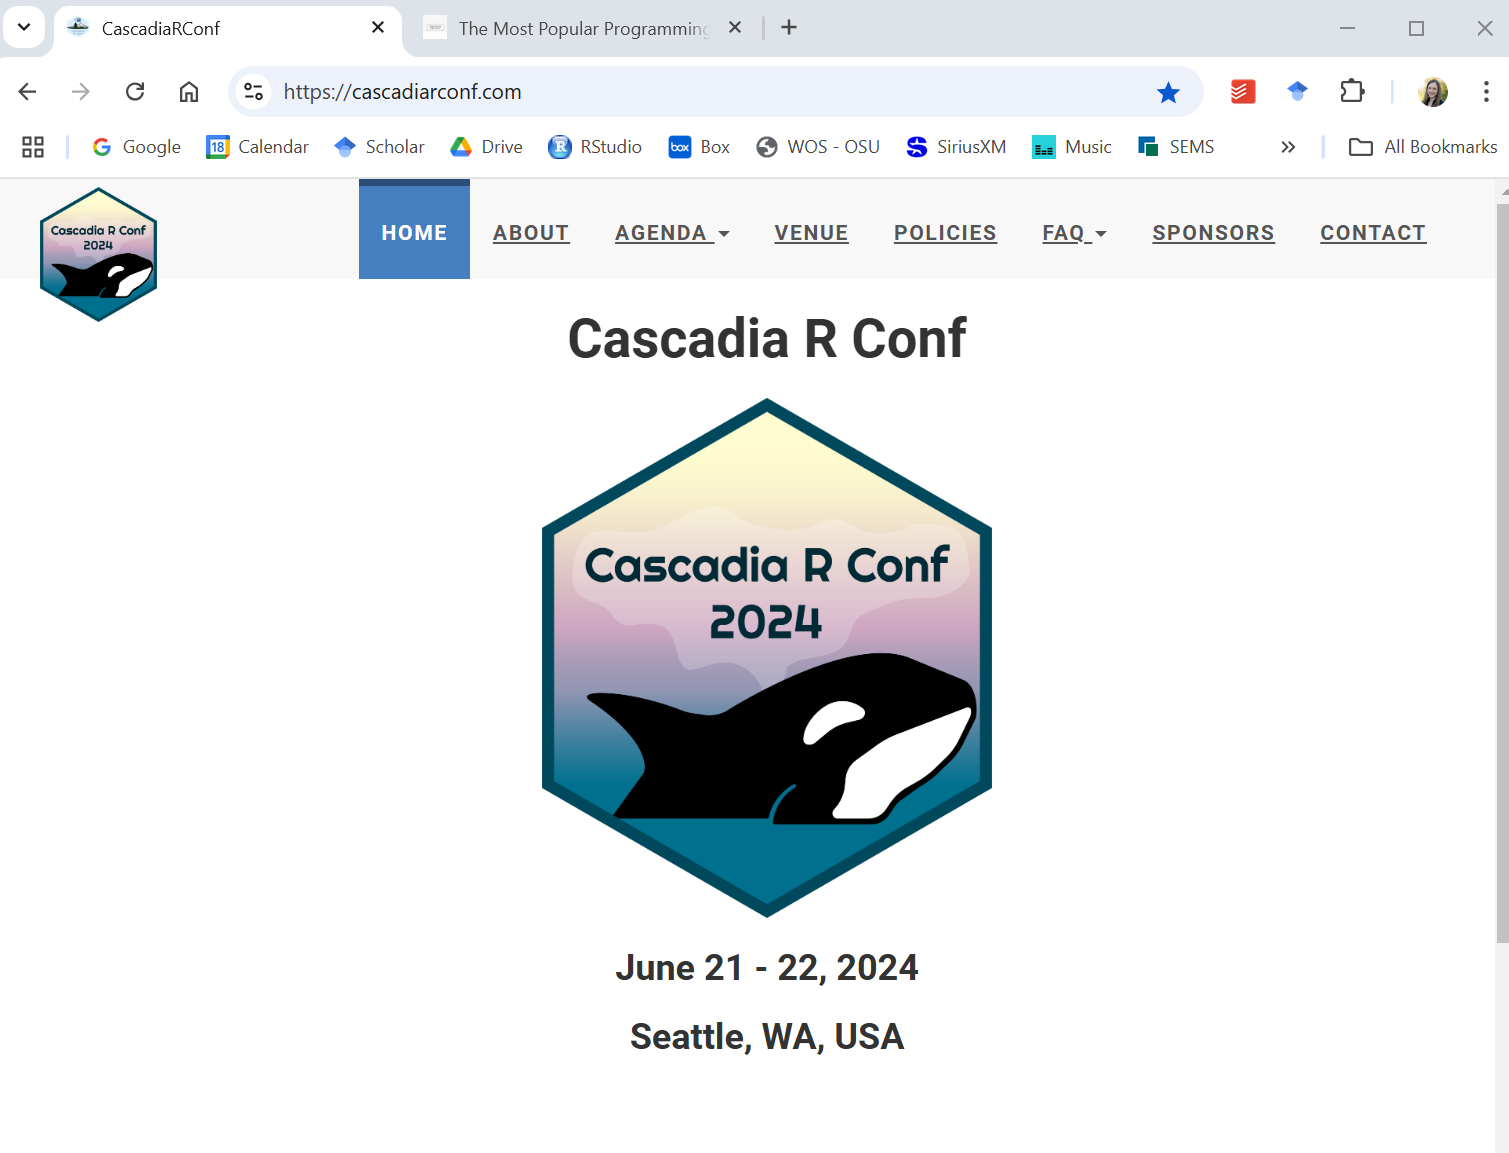 CascadiaRConf
The Most Popular Programming
https://cascadiarconf.com
Google Calendar Scholar Drive RStudio Box WOS - OSU SiriusXM Music SEMS All Bookmarks
Cascadia R Conf
2024
HOME ABOUT AGENDA VENUE POLICIES FAQ SPONSORS CONTACT
Cascadia R Conf
Cascadia R Conf
2024
June 21 - 22, 2024
Seattle, WA, USA